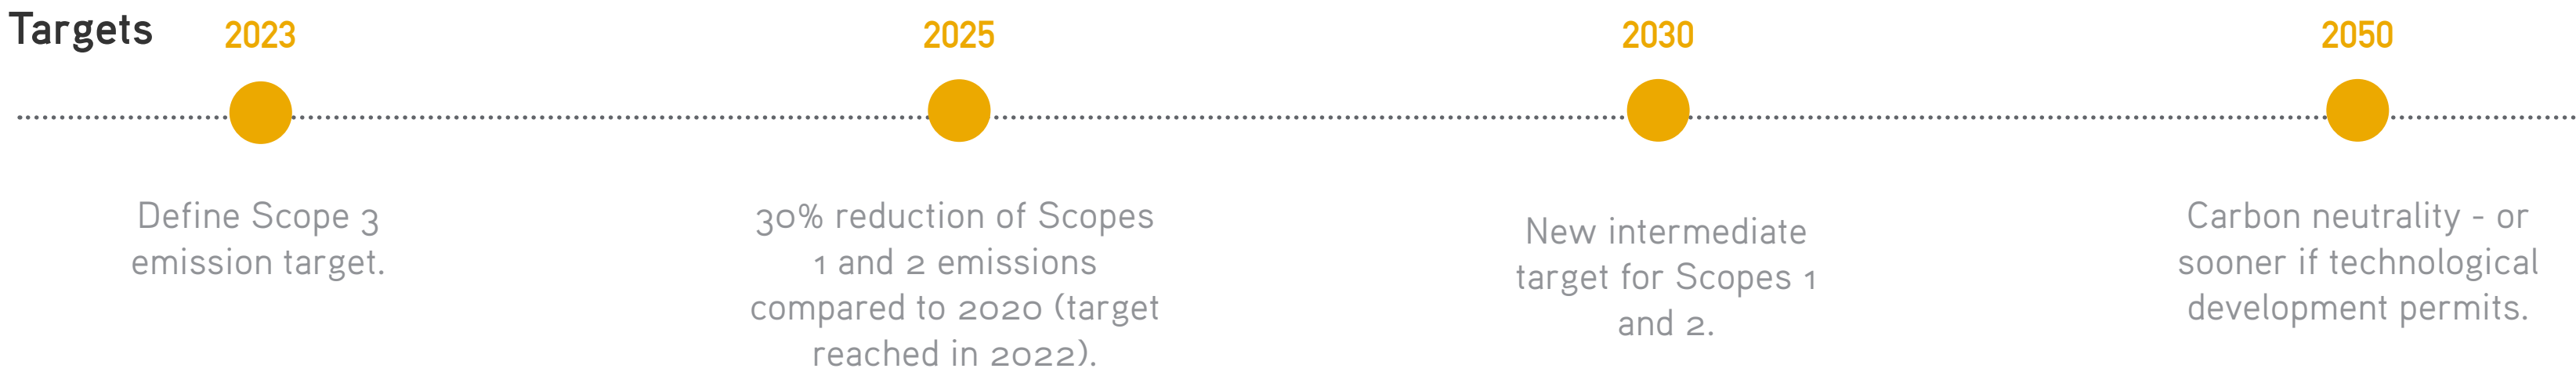 Targets
2023
2025
2030
2050
Define Scope 3
emission target.
30% reduction of Scopes
1 and 2 emissions
compared to 2020 (target
reached in 2022).
New intermediate
target for Scopes 1
and 2.
Carbon neutrality - or
sooner if technological
development permits.